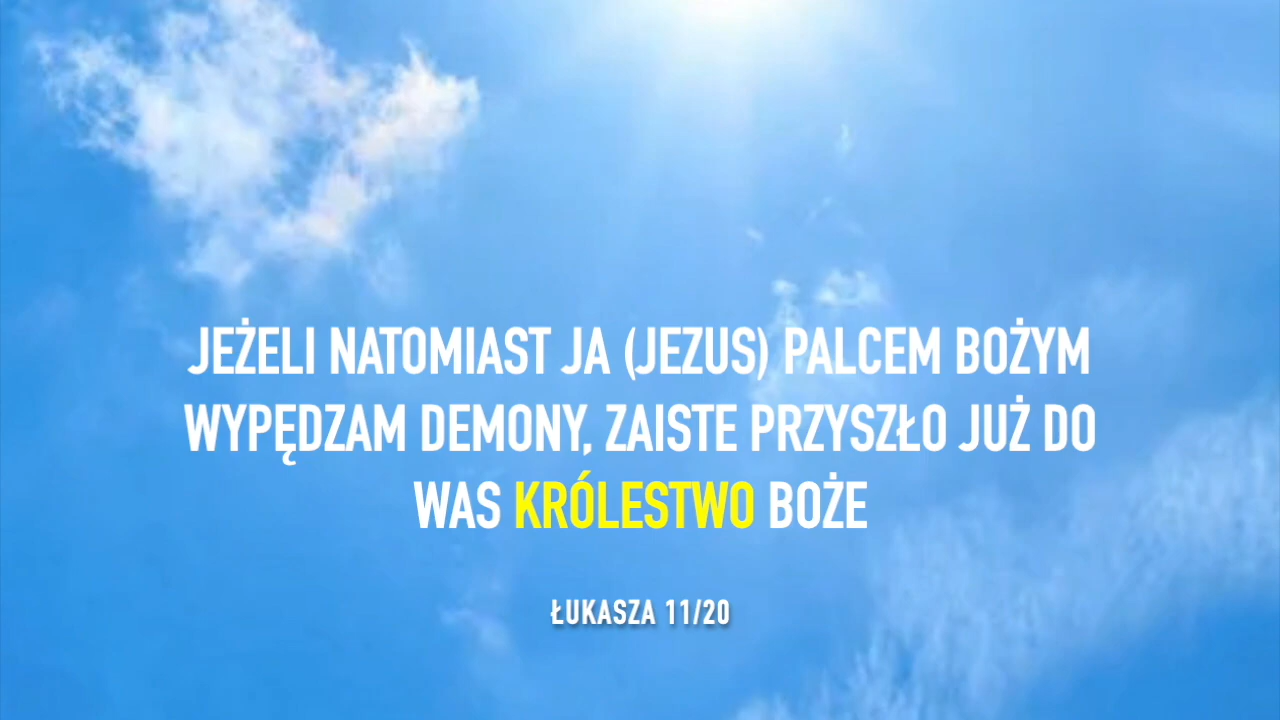 JEŻELI NATOMIAST JA (JEZUS) PALCEM BOŻYM
WYPĘDZAM DEMONY, ZAISTE PRZYSZŁO JUŻ DO
WAS KRÓLESTWO BOŻE
ŁUKASZA 11/20